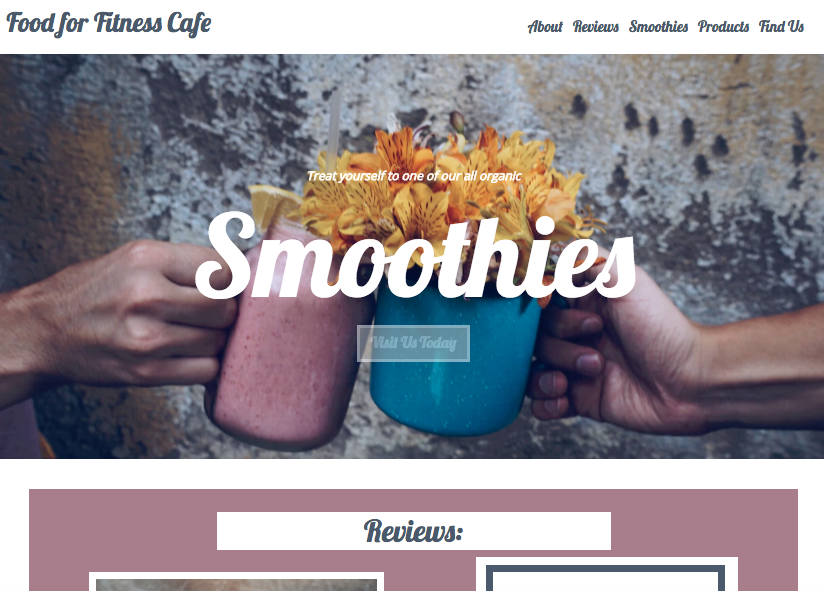 Food for Fitness Cafe
About Reviews Smoothies Products Find Us
Treat yourself to one of our all organic
Smoothies
Visit Us Today
Reviews: